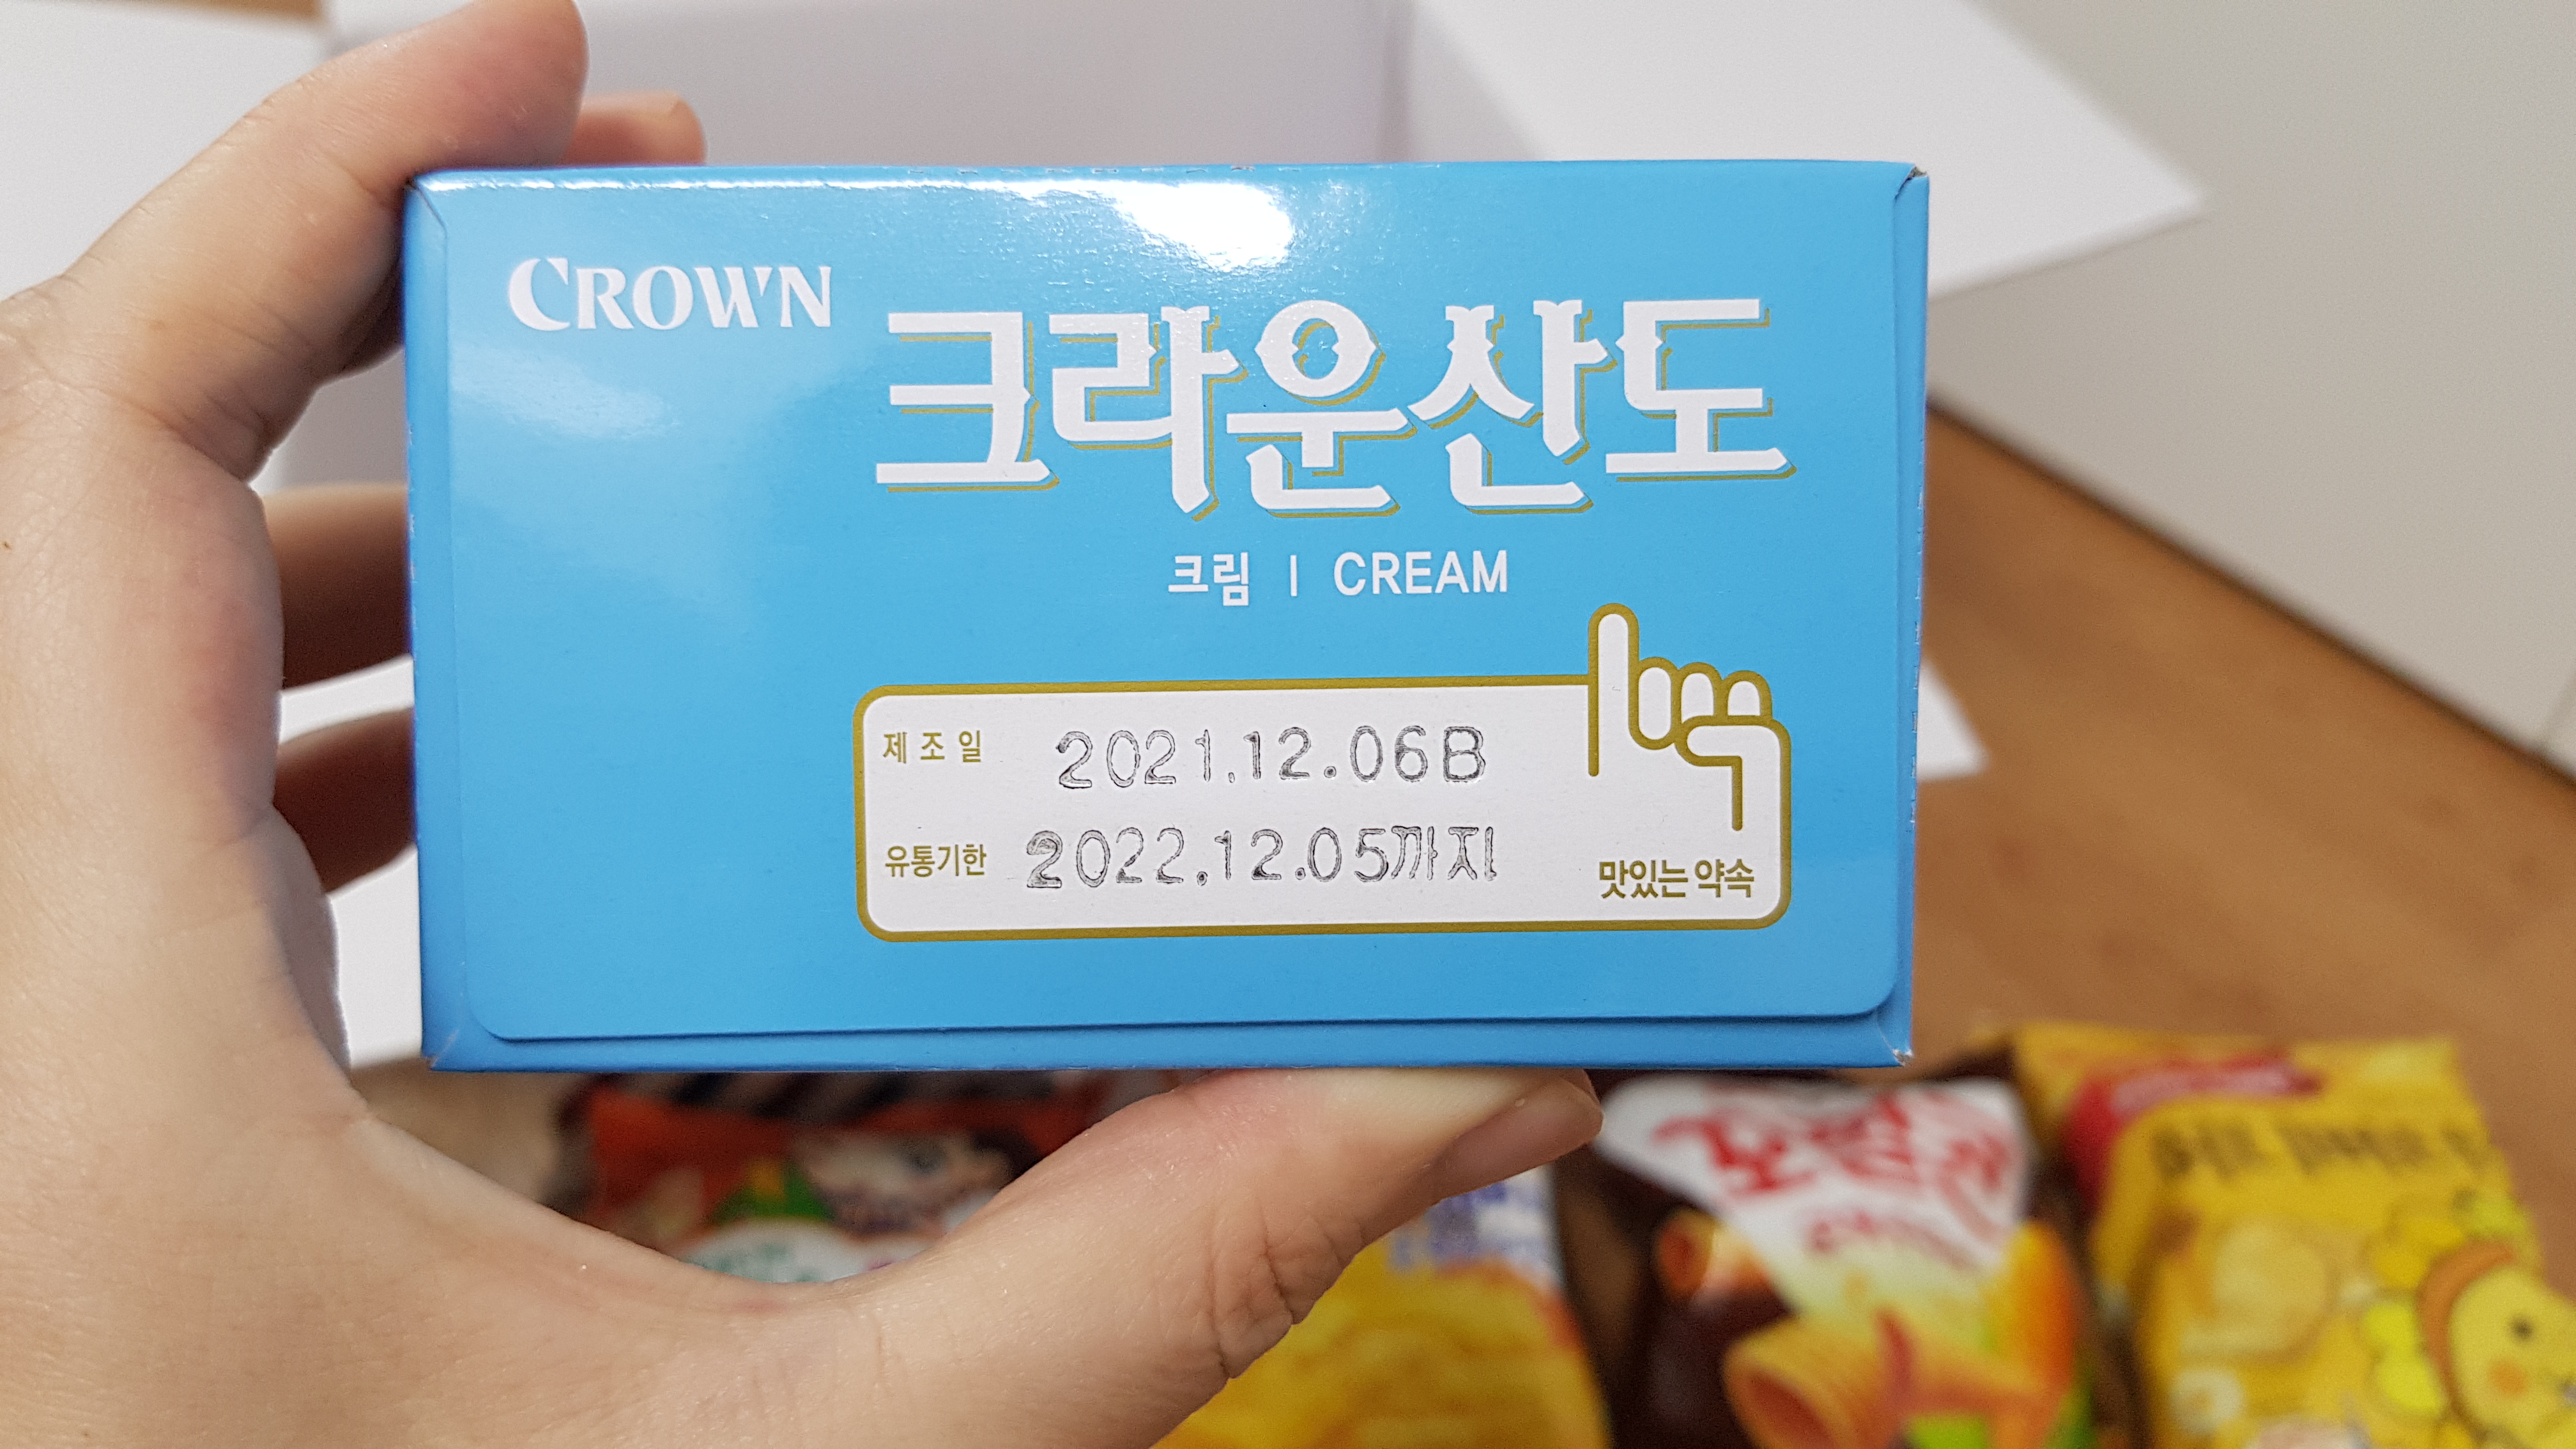 CROWN
크라운산도
크림 | CREAM
제조일 2021.12.06B
유통기한 2022.12.05까지
맛있는 약속